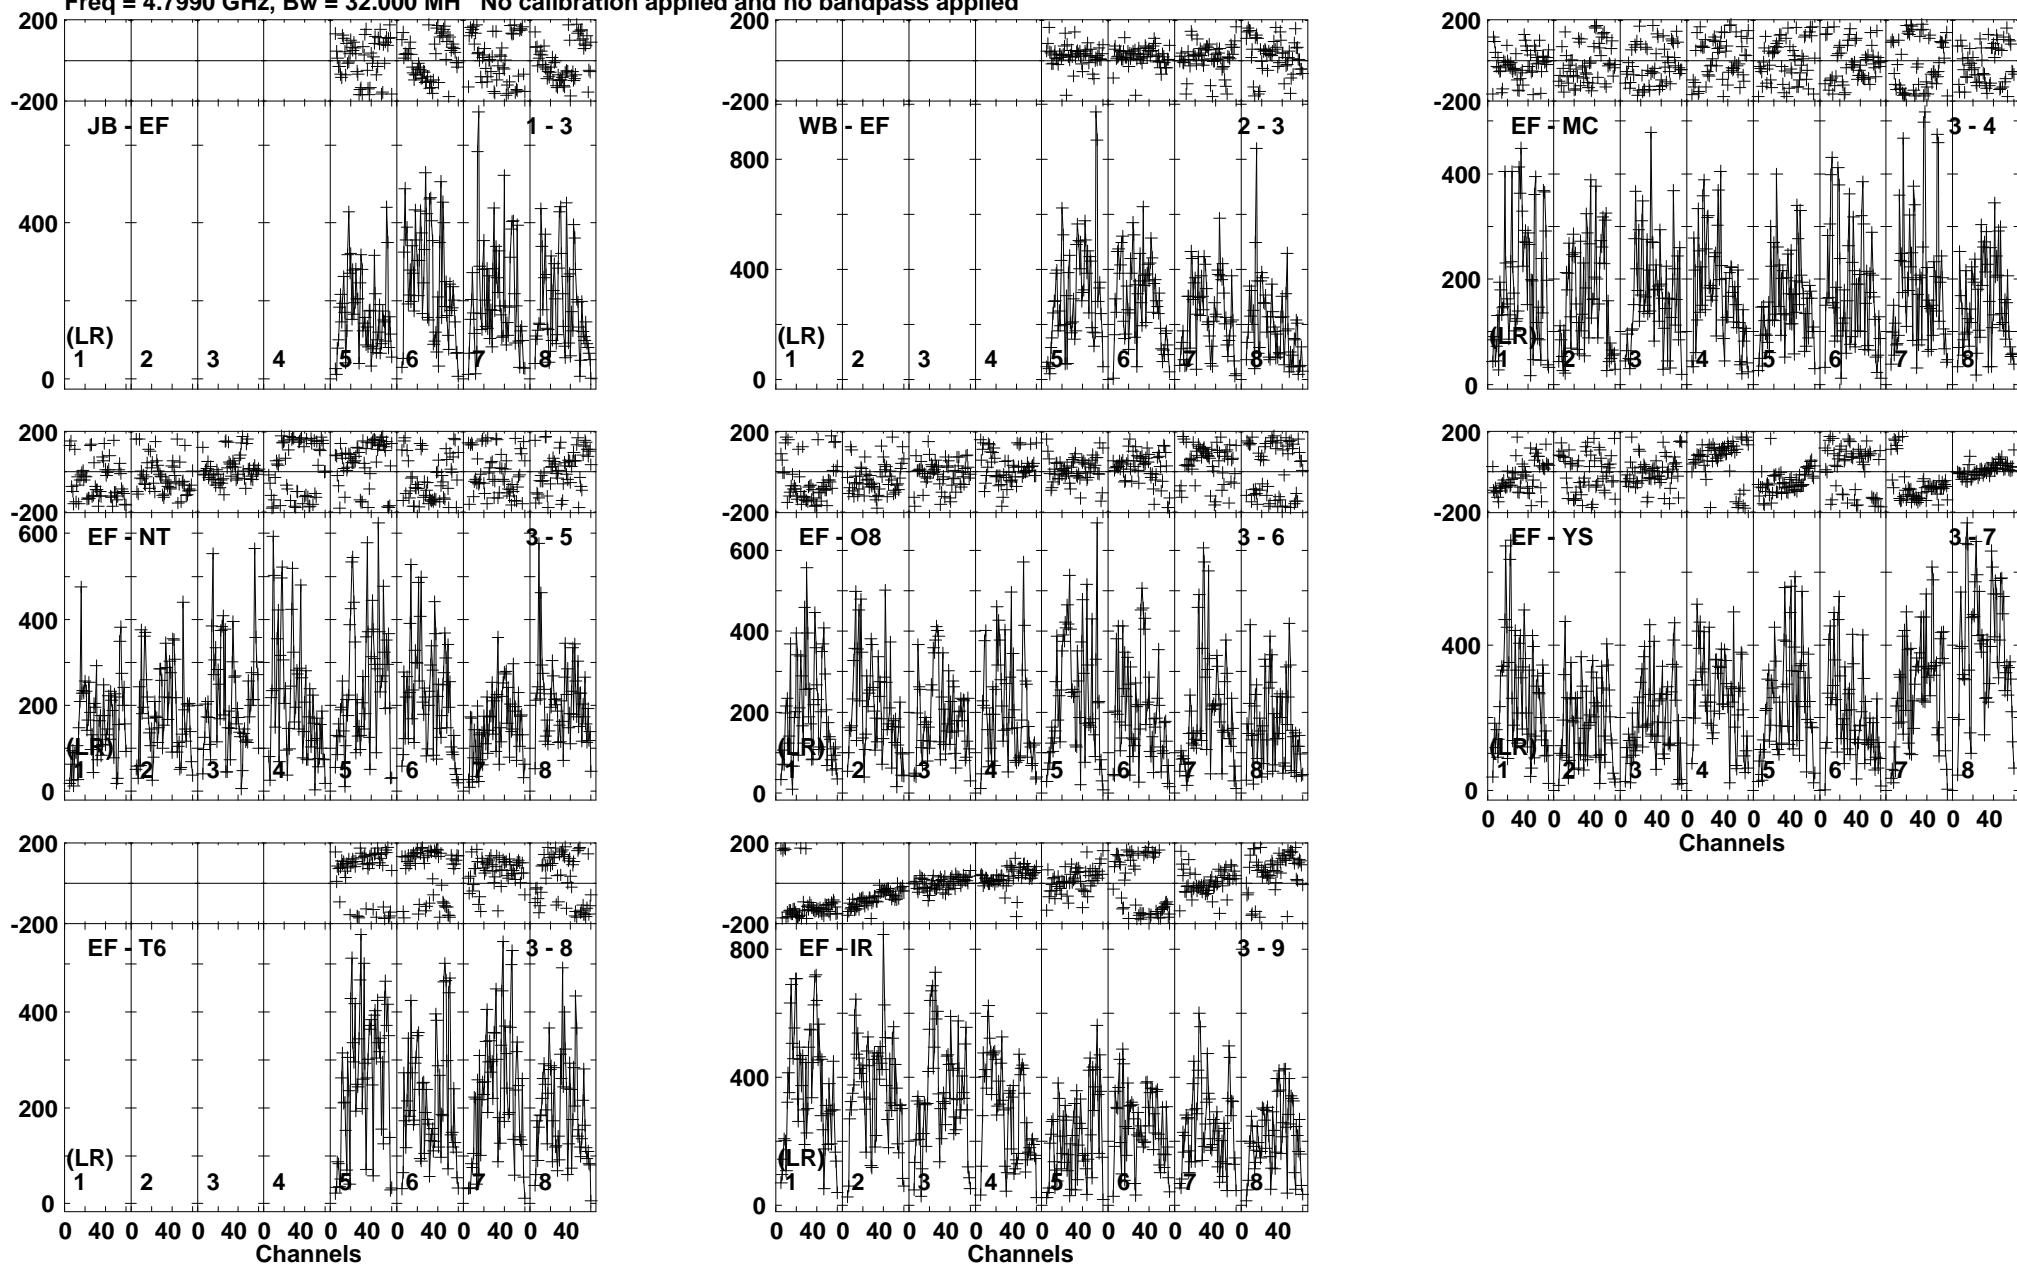 Freq = 4.7990 GHz, Bw = 32.000 MH No calibration applied and no bandpass applied
200
-200
JB - EF 1 - 3
400
(LR)
1 2 3 4 5 6 7 8
0
200
-200
WB - EF 2 - 3
800
400
(LR)
1 2 3 4 5 6 7 8
0
200
-200
EF - MC 3 - 4
400
200
(LR)
1 2 3 4 5 6 7 8
0
200
-200
600
EF - NT 3 - 5
400
200
(LR)
1 2 3 4 5 6 7 8
0
200
-200
EF - O8 3 - 6
600
400
200
(LR)
1 2 3 4 5 6 7 8
0
200
-200
EF - YS 3 - 7
400
(LR)
1 2 3 4 5 6 7 8
0
0 40 0 40 0 40 0 40 0 40 0 40 0 40 0 40
Channels
200
-200
EF - T6 3 - 8
400
200
(LR)
1 2 3 4 5 6 7 8
0
0 40 0 40 0 40 0 40 0 40 0 40 0 40 0 40
Channels
200
-200
EF - IR 3 - 9
800
400
(LR)
1 2 3 4 5 6 7 8
0
0 40 0 40 0 40 0 40 0 40 0 40 0 40 0 40
Channels